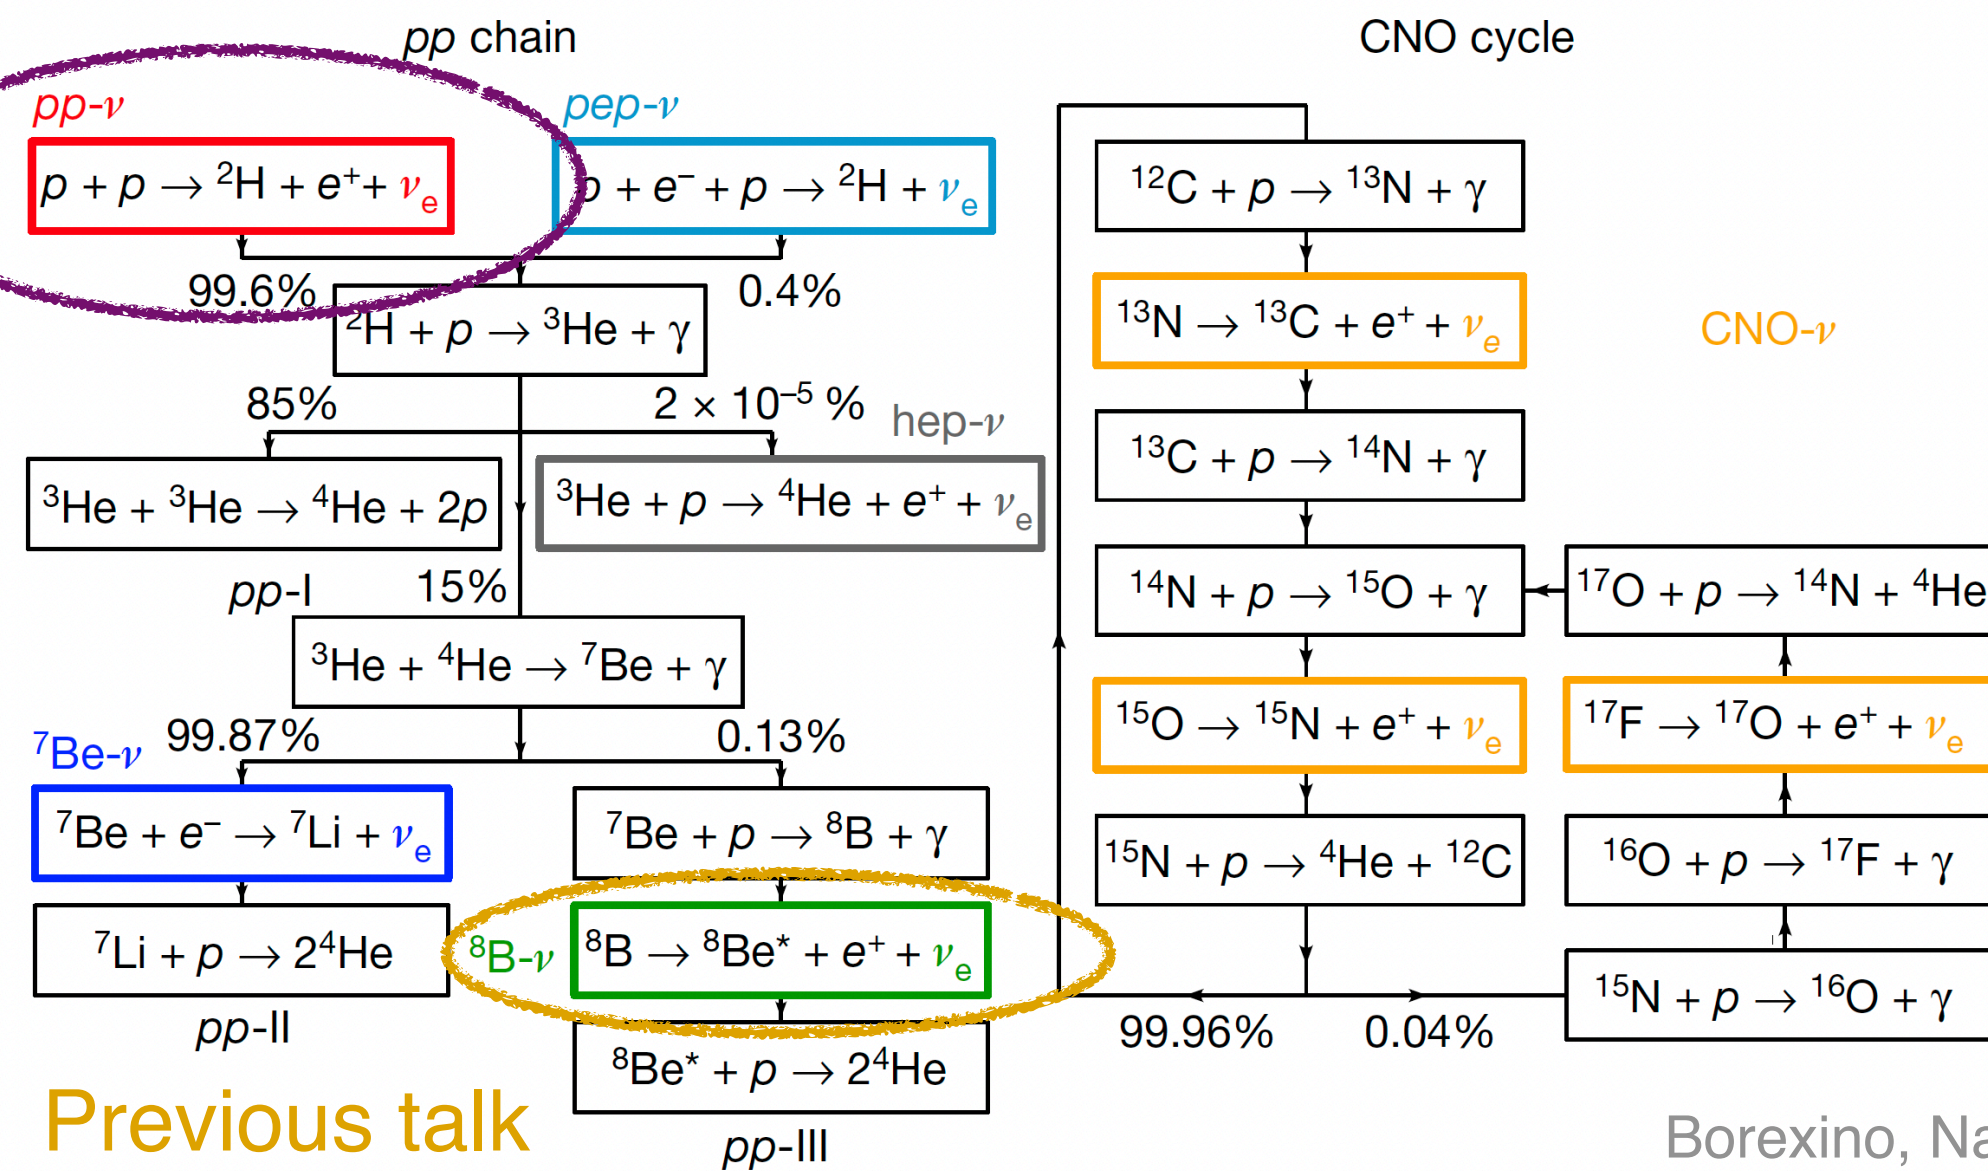 pp chain
pp-ν
pep-ν
p + p → ²H + e⁺ + νₑ
p + e⁻ + p → ²H + νₑ
99.6%
0.4%
²H + p → ³He + γ
85%
2 × 10⁻⁵ %
hep-ν
³He + ³He → ⁴He + 2p
³He + p → ⁴He + e⁺ + νₑ
pp-I
15%
³He + ⁴He → ⁷Be + γ
⁷Be-ν
99.87%
0.13%
⁷Be + e⁻ → ⁷Li + νₑ
⁷Be + p → ⁸B + γ
⁷Li + p → 2⁴He
⁸B-ν
⁸B → ⁸Be* + e⁺ + νₑ
pp-II
⁸Be* + p → 2⁴He
pp-III
Previous talk
CNO cycle
¹²C + p → ¹³N + γ
¹³N → ¹³C + e⁺ + νₑ
CNO-ν
¹³C + p → ¹⁴N + γ
¹⁴N + p → ¹⁵O + γ
¹⁷O + p → ¹⁴N + ⁴He
¹⁵O → ¹⁵N + e⁺ + νₑ
¹⁷F → ¹⁷O + e⁺ + νₑ
¹⁵N + p → ⁴He + ¹²C
¹⁶O + p → ¹⁷F + γ
¹⁵N + p → ¹⁶O + γ
99.96%
0.04%
Borexino,